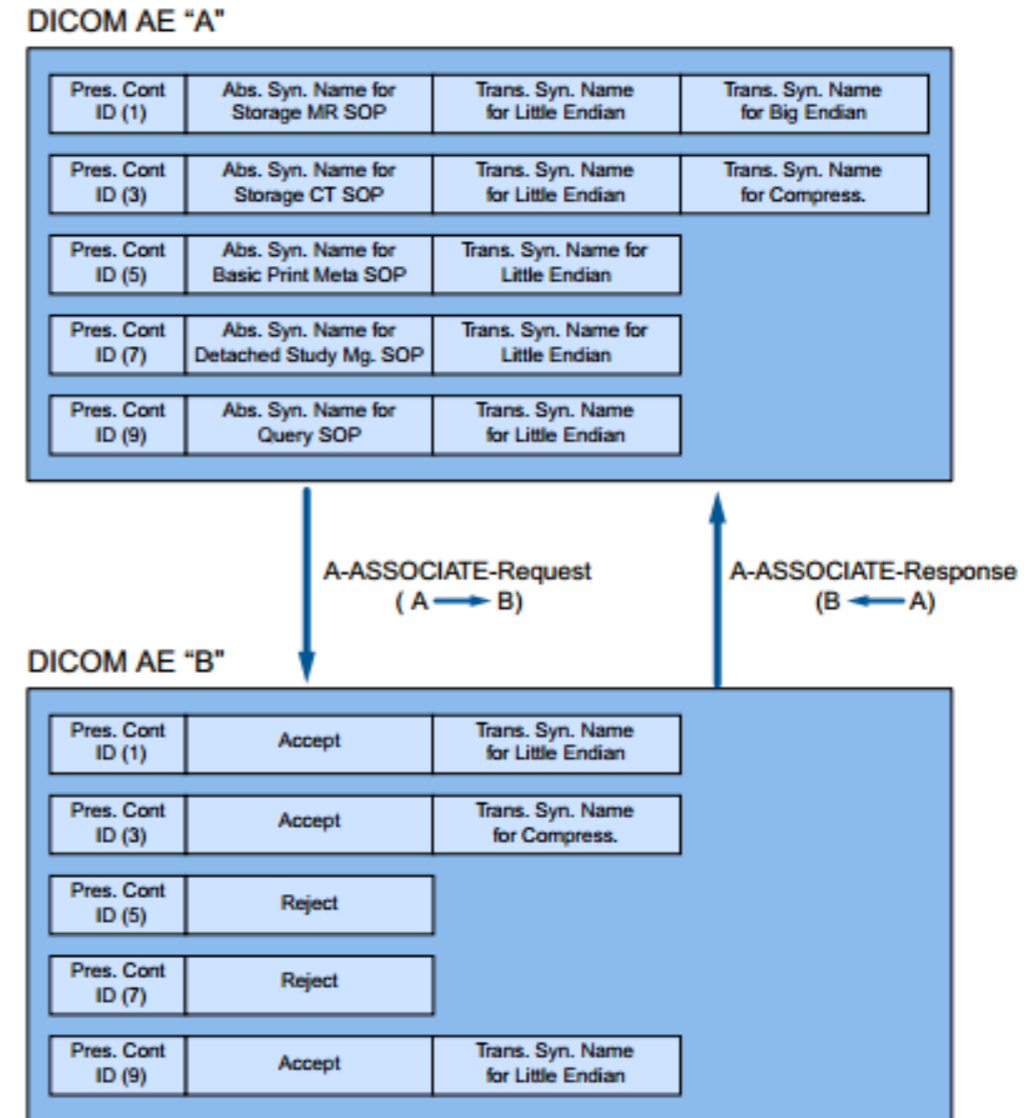 DICOM AE “A”
Pres. Cont
ID (1)
Abs. Syn. Name for
Storage MR SOP
Trans. Syn. Name
for Little Endian
Trans. Syn. Name
for Big Endian
Pres. Cont
ID (3)
Abs. Syn. Name for
Storage CT SOP
Trans. Syn. Name
for Little Endian
Trans. Syn. Name
for Compress.
Pres. Cont
ID (5)
Abs. Syn. Name for
Basic Print Meta SOP
Trans. Syn. Name for
Little Endian
Pres. Cont
ID (7)
Abs. Syn. Name for
Detached Study Mg. SOP
Trans. Syn. Name for
Little Endian
Pres. Cont
ID (9)
Abs. Syn. Name for
Query SOP
Trans. Syn. Name
for Little Endian
A-ASSOCIATE-Request
( A → B)
A-ASSOCIATE-Response
(B ← A)
DICOM AE “B”
Pres. Cont
ID (1)
Accept
Trans. Syn. Name
for Little Endian
Pres. Cont
ID (3)
Accept
Trans. Syn. Name
for Compress.
Pres. Cont
ID (5)
Reject
Pres. Cont
ID (7)
Reject
Pres. Cont
ID (9)
Accept
Trans. Syn. Name
for Little Endian